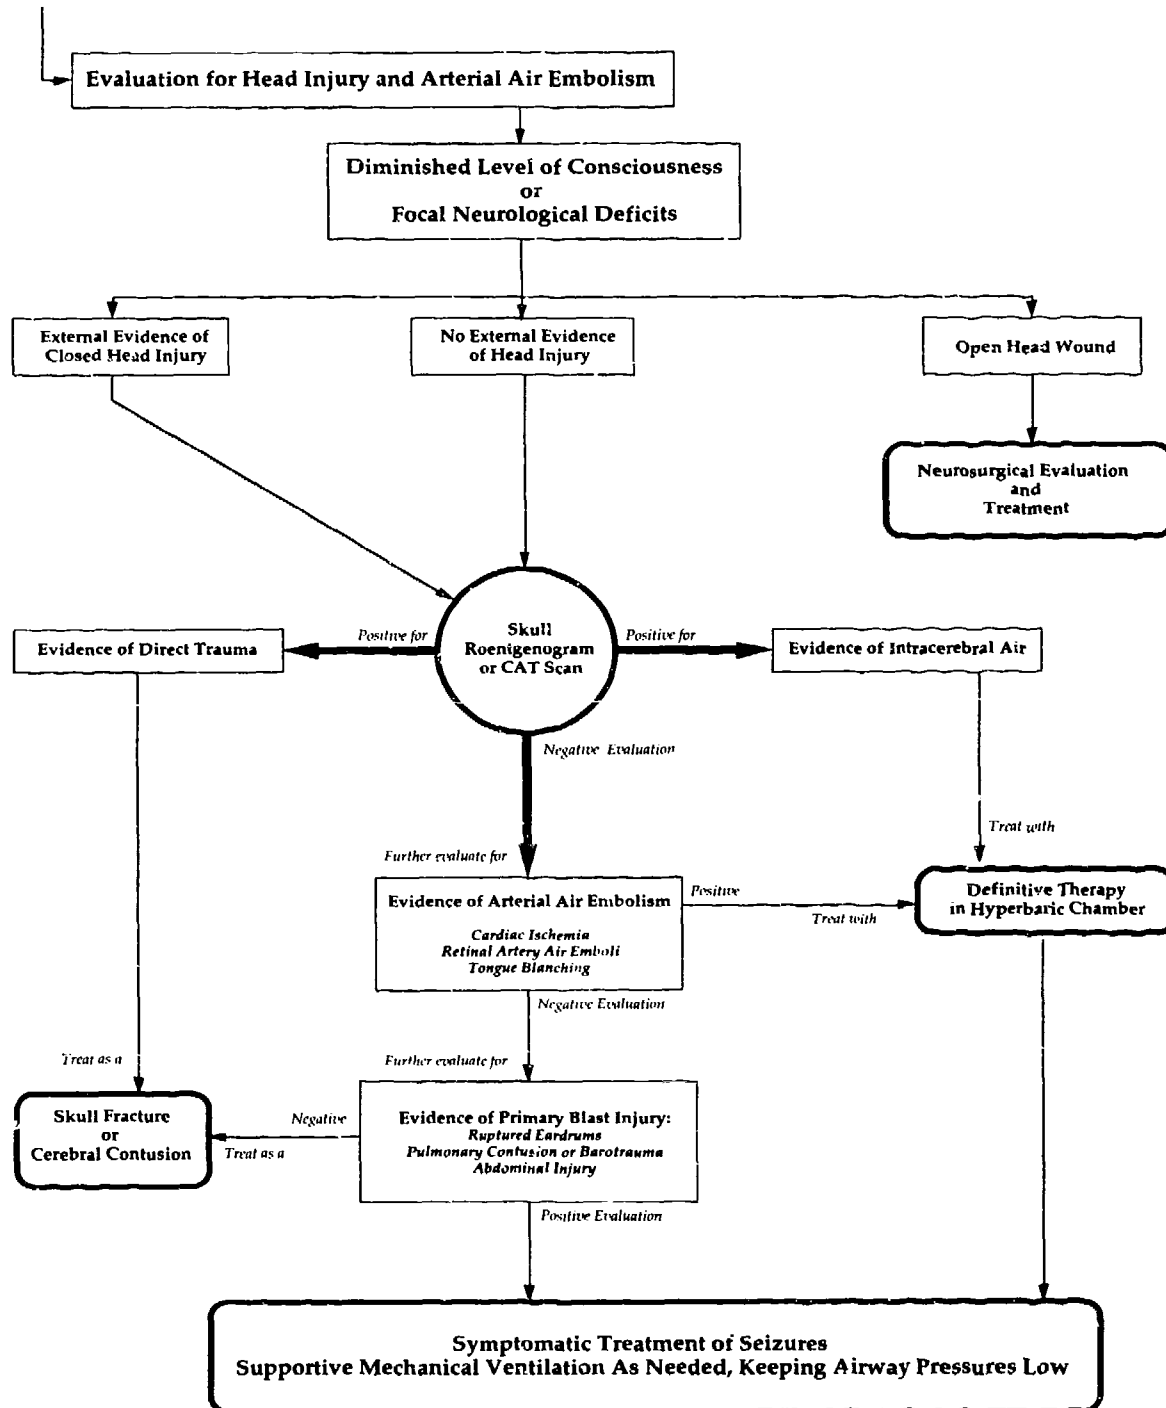 Evaluation for Head Injury and Arterial Air Embolism
Diminished Level of Consciousness
or
Focal Neurological Deficits
External Evidence of
Closed Head Injury
No External Evidence
of Head Injury
Open Head Wound
Neurosurgical Evaluation
and
Treatment
Skull
Roenigenogram
or CAT Scan
Positive for
Positive for
Evidence of Direct Trauma
Evidence of Intracerebral Air
Negative Evaluation
Treat with
Further evaluate for
Evidence of Arterial Air Embolism
Cardiac Ischemia
Retinal Artery Air Emboli
Tongue Blanching
Positive
Treat with
Definitive Therapy
in Hyperbaric Chamber
Negative Evaluation
Treat as a
Further evaluate for
Skull Fracture
or
Cerebral Contusion
Negative
Treat as a
Evidence of Primary Blast Injury:
Ruptured Eardrums
Pulmonary Contusion or Barotrauma
Abdominal Injury
Positive Evaluation
Symptomatic Treatment of Seizures
Supportive Mechanical Ventilation As Needed, Keeping Airway Pressures Low